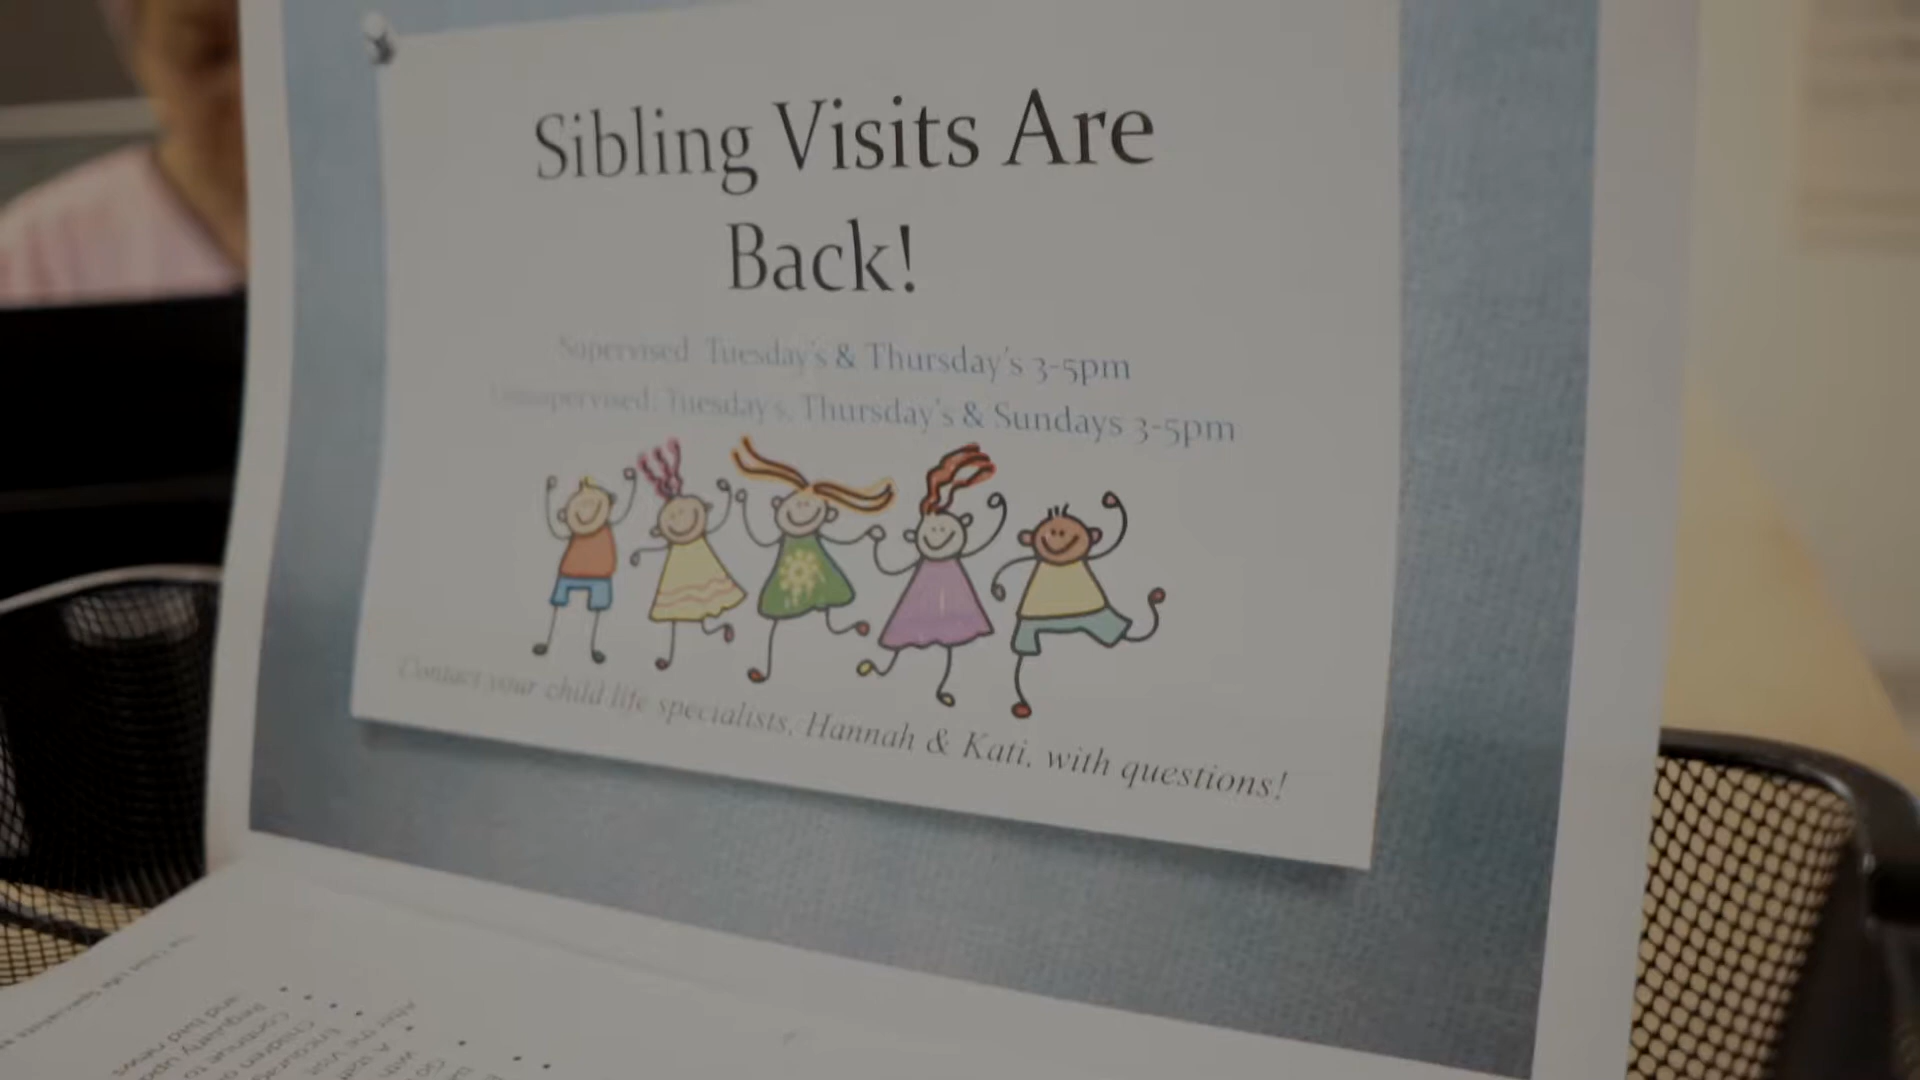 Sibling Visits Are
Back!
Supervised Tuesday's & Thursday's 3-5pm
Unsupervised: Tuesday's, Thursday's & Sundays 3-5pm
Contact your child life specialists, Hannah & Kati, with questions!